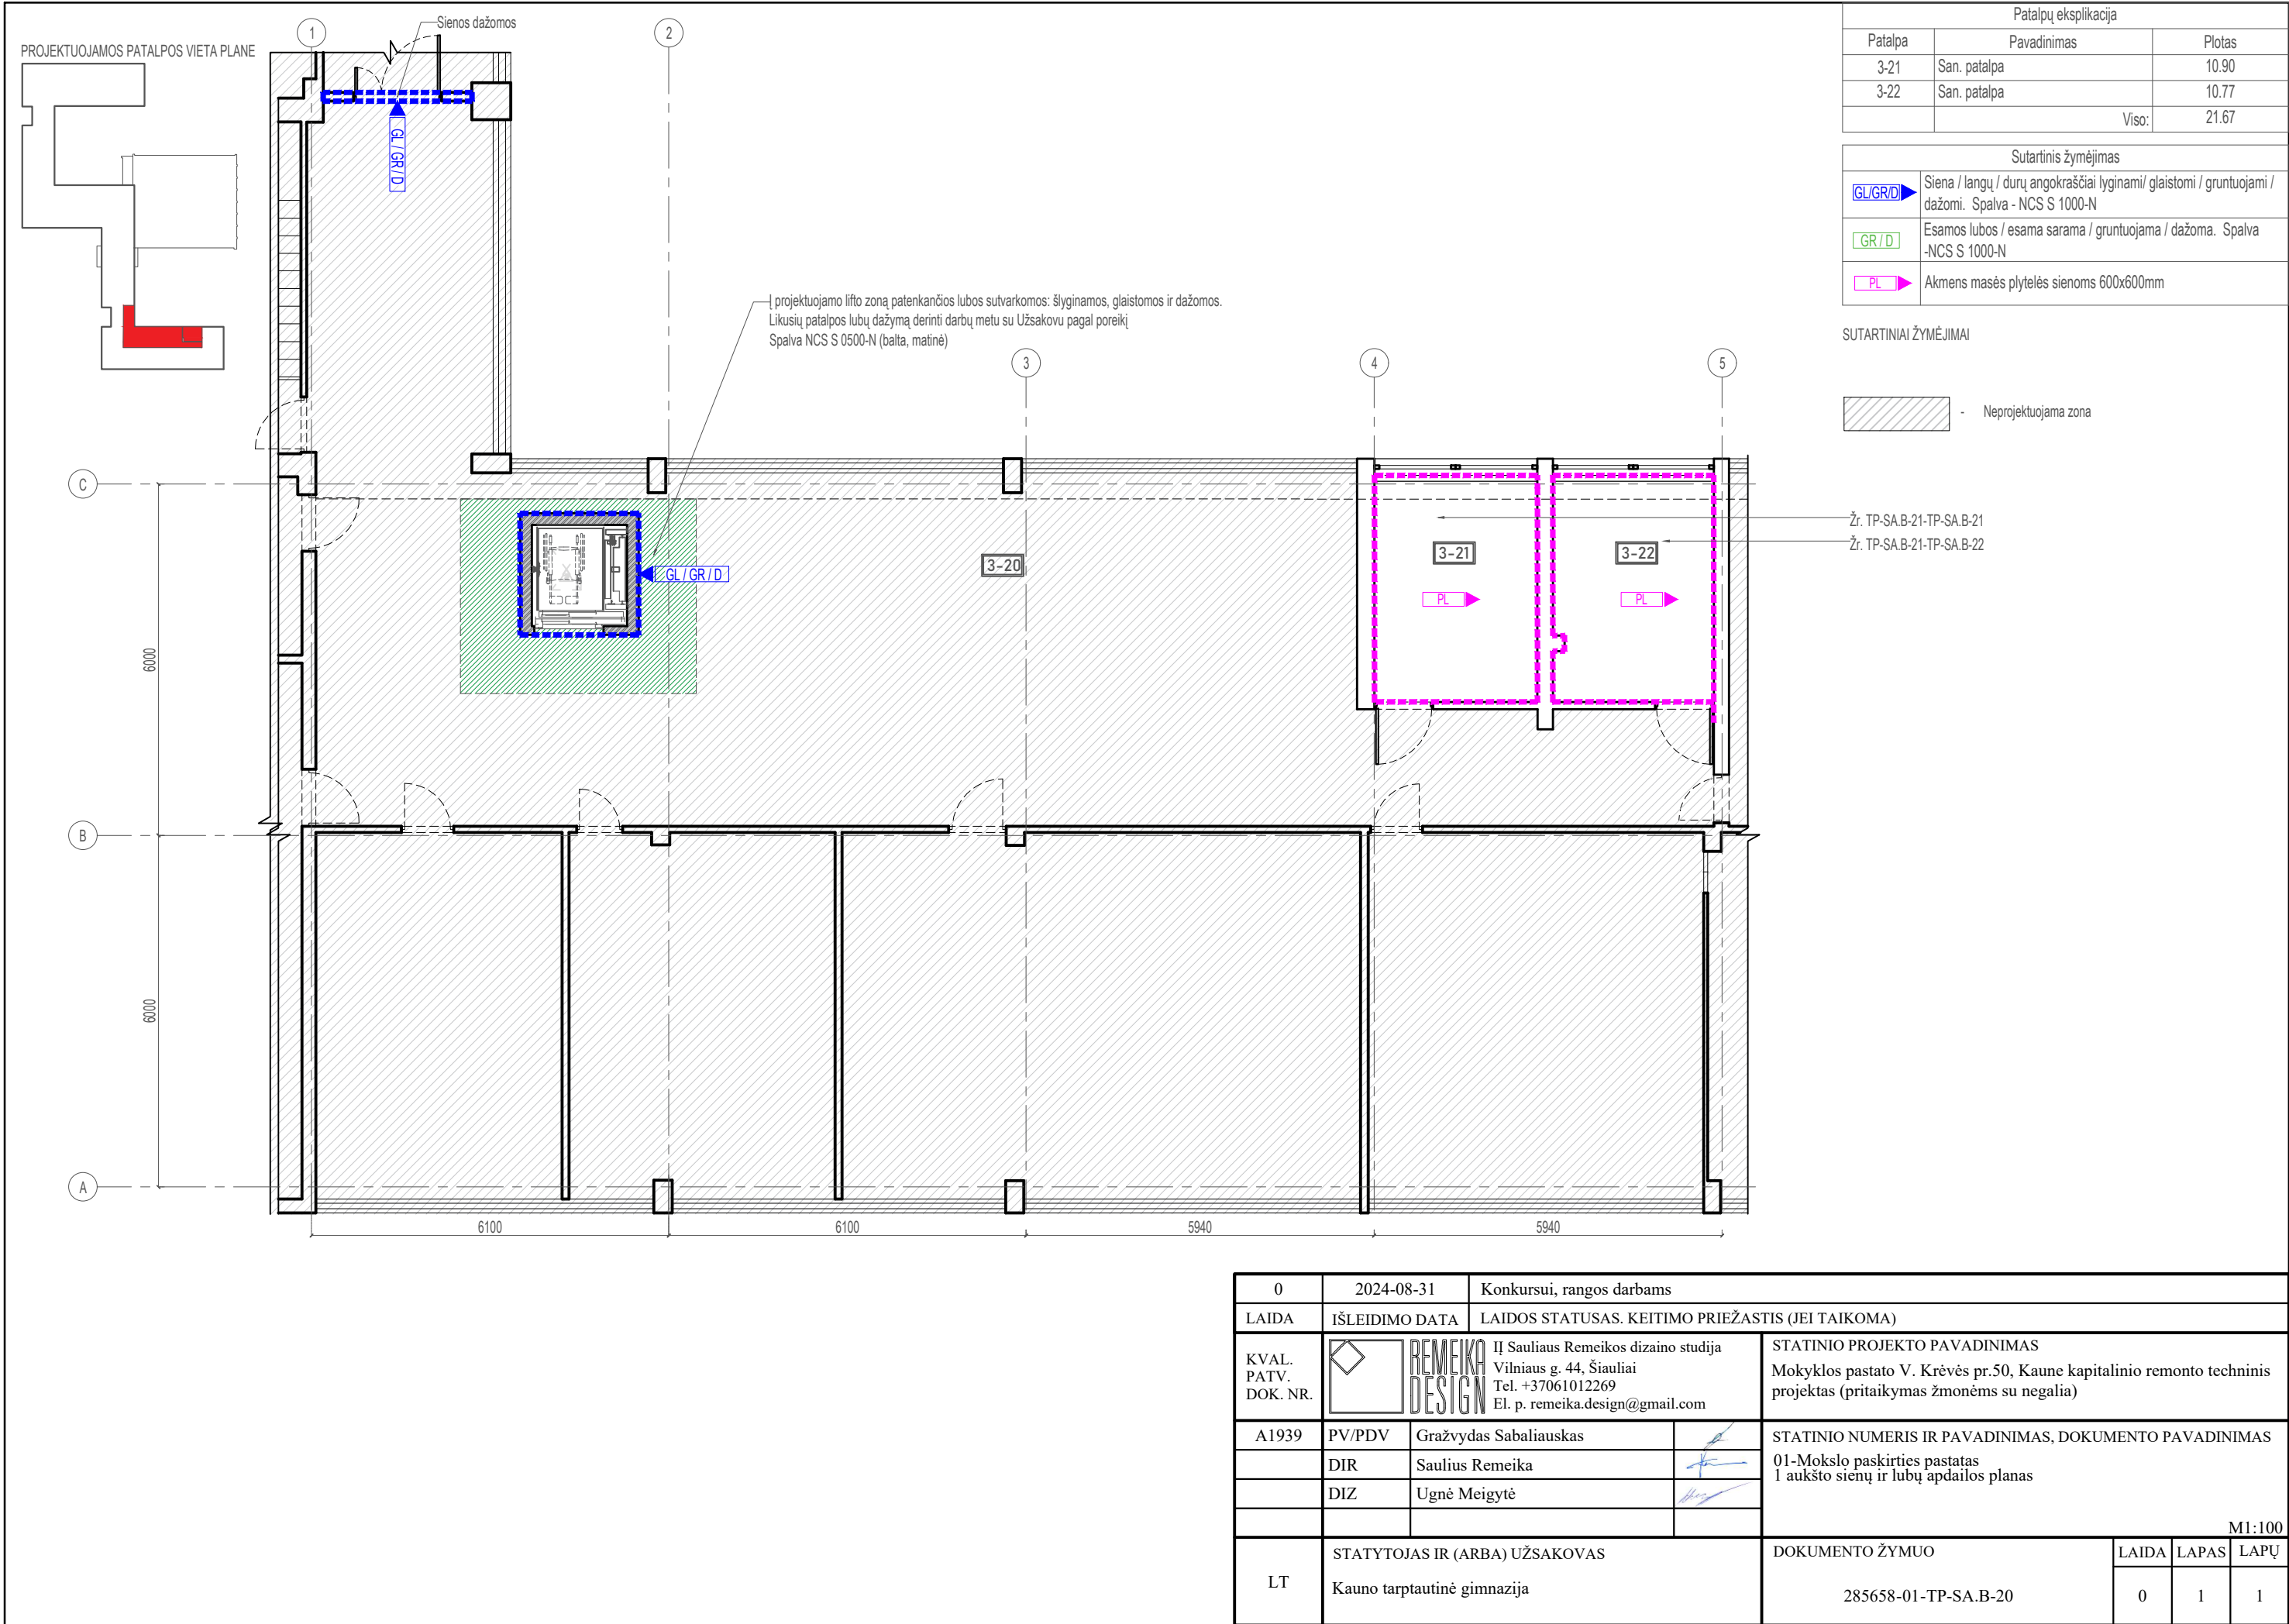 PROJEKTUOJAMOS PATALPOS VIETA PLANE
1
Sienos dažomos
2
GL / GR / D
Į projektuojamo lifto zoną patenkančios lubos sutvarkomos: šlyginamos, glaistomos ir dažomos.
Likusių patalpos lubų dažymą derinti darbų metu su Užsakovu pagal poreikį
Spalva NCS S 0500-N (balta, matinė)
3
4
5
C
GL / GR / D
3-20
3-21
3-22
PL
PL
6000
B
6000
A
6100
6100
5940
5940
Patalpų eksplikacija
Patalpa Pavadinimas Plotas
3-21 San. patalpa 10.90
3-22 San. patalpa 10.77
Viso: 21.67
Sutartinis žymėjimas
GL/GR/D Siena / langų / durų angokraščiai lyginami/ glaistomi / gruntuojami /
dažomi. Spalva - NCS S 1000-N
GR / D Esamos lubos / esama sarama / gruntuojama / dažoma. Spalva
-NCS S 1000-N
PL Akmens masės plytelės sienoms 600x600mm
SUTARTINIAI ŽYMĖJIMAI
- Neprojektuojama zona
Žr. TP-SA.B-21-TP-SA.B-21
Žr. TP-SA.B-21-TP-SA.B-22
0 2024-08-31 Konkursui, rangos darbams
LAIDA IŠLEIDIMO DATA LAIDOS STATUSAS. KEITIMO PRIEŽASTIS (JEI TAIKOMA)
KVAL.
PATV.
DOK. NR.
REMEIKA
DESIGN
IĮ Sauliaus Remeikos dizaino studija
Vilniaus g. 44, Šiauliai
Tel. +37061012269
El. p. remeika.design@gmail.com
STATINIO PROJEKTO PAVADINIMAS
Mokyklos pastato V. Krėvės pr.50, Kaune kapitalinio remonto techninis
projektas (pritaikymas žmonėms su negalia)
A1939 PV/PDV Gražvydas Sabaliauskas
DIR Saulius Remeika
DIZ Ugnė Meigytė
STATINIO NUMERIS IR PAVADINIMAS, DOKUMENTO PAVADINIMAS
01-Mokslo paskirties pastatas
1 aukšto sienų ir lubų apdailos planas
M1:100
LT
STATYTOJAS IR (ARBA) UŽSAKOVAS
Kauno tarptautinė gimnazija
DOKUMENTO ŽYMUO
285658-01-TP-SA.B-20
LAIDA LAPAS LAPŲ
0 1 1